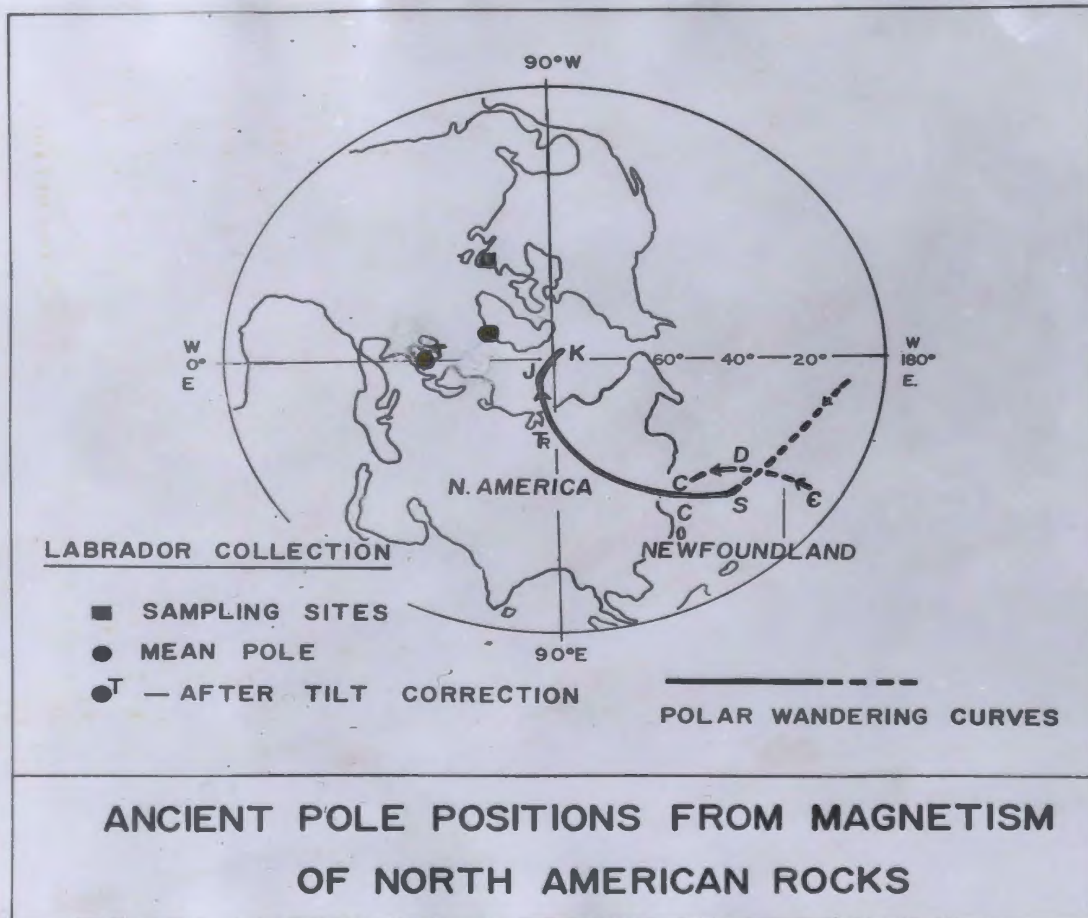 90°W
W
0°
E
T
K
J
TR
60° 40° 20°
W
180°
E.
D
C
C
S
Є
N. AMERICA
NEWFOUNDLAND
90°E
LABRADOR COLLECTION
SAMPLING SITES
MEAN POLE
T — AFTER TILT CORRECTION
POLAR WANDERING CURVES
ANCIENT POLE POSITIONS FROM MAGNETISM
OF NORTH AMERICAN ROCKS